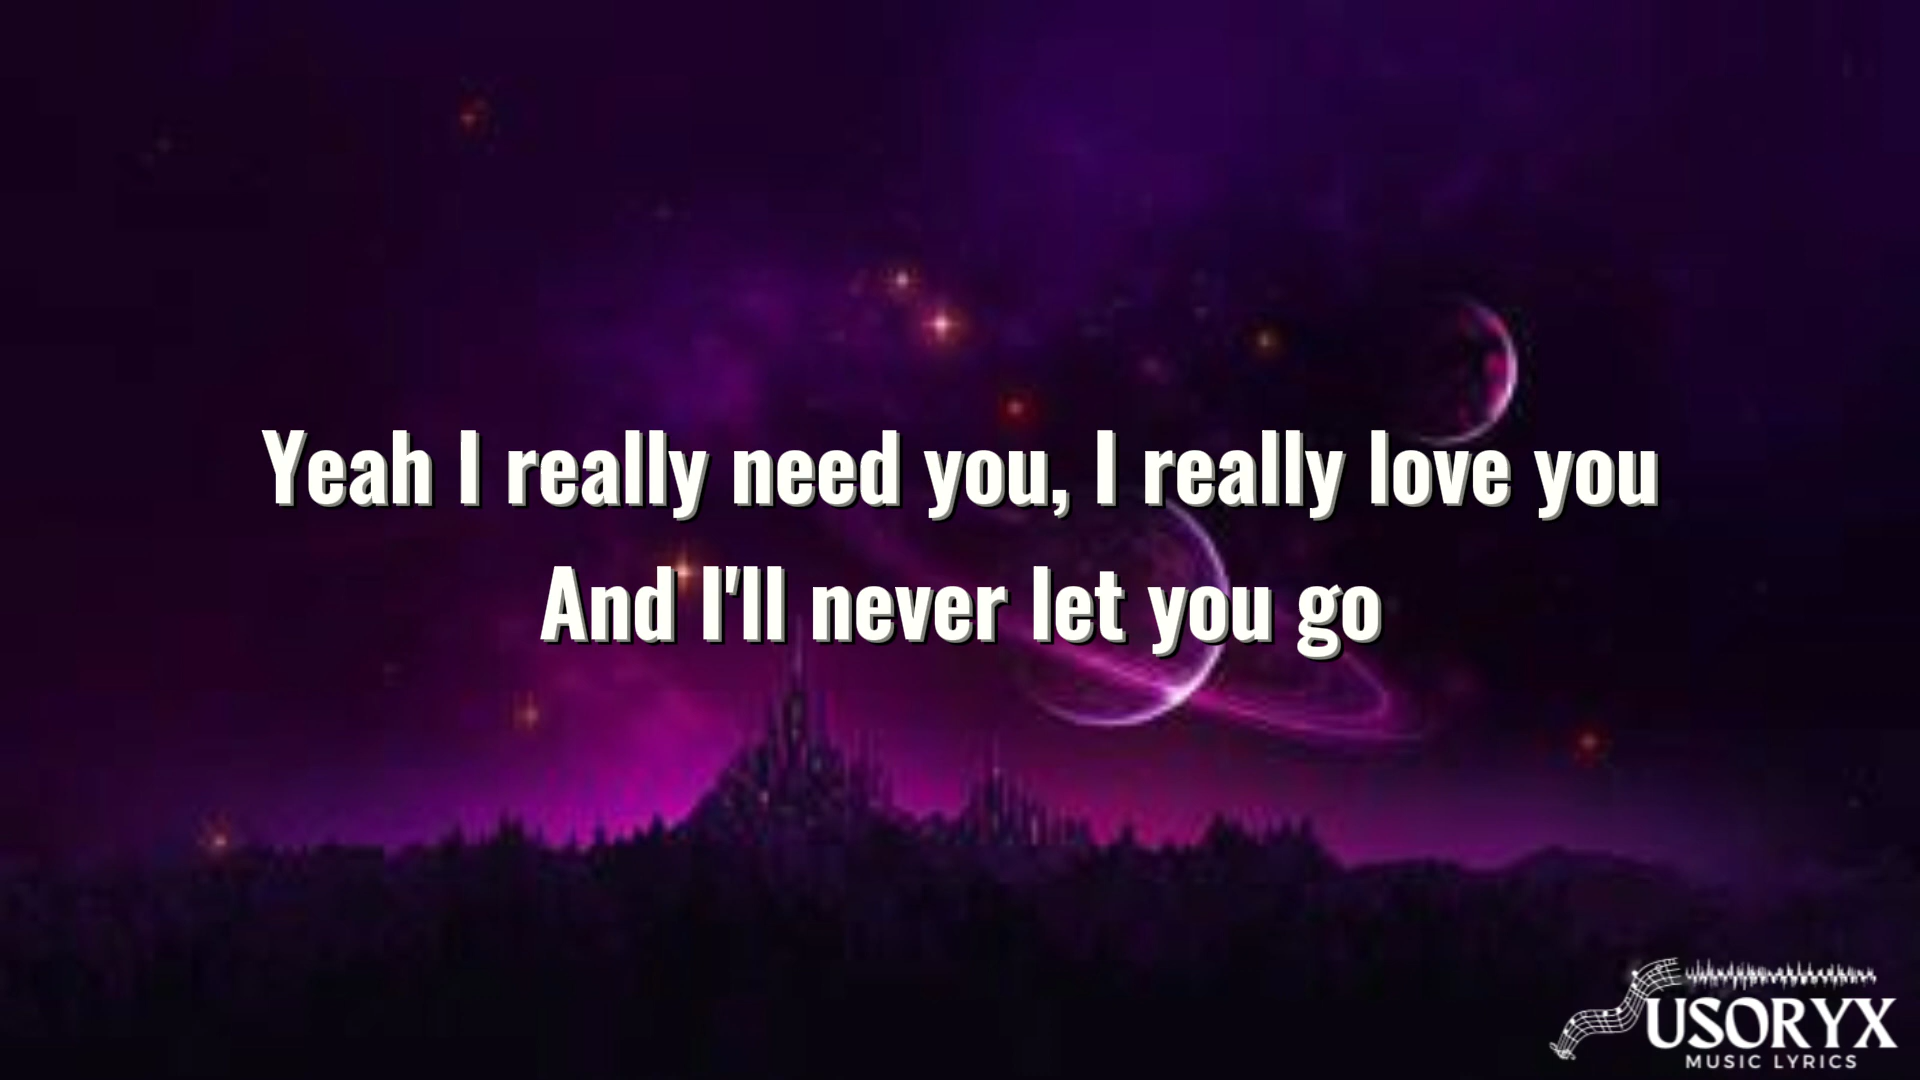 Yeah I really need you, I really love you
And I'll never let you go
USORYX
MUSIC LYRICS